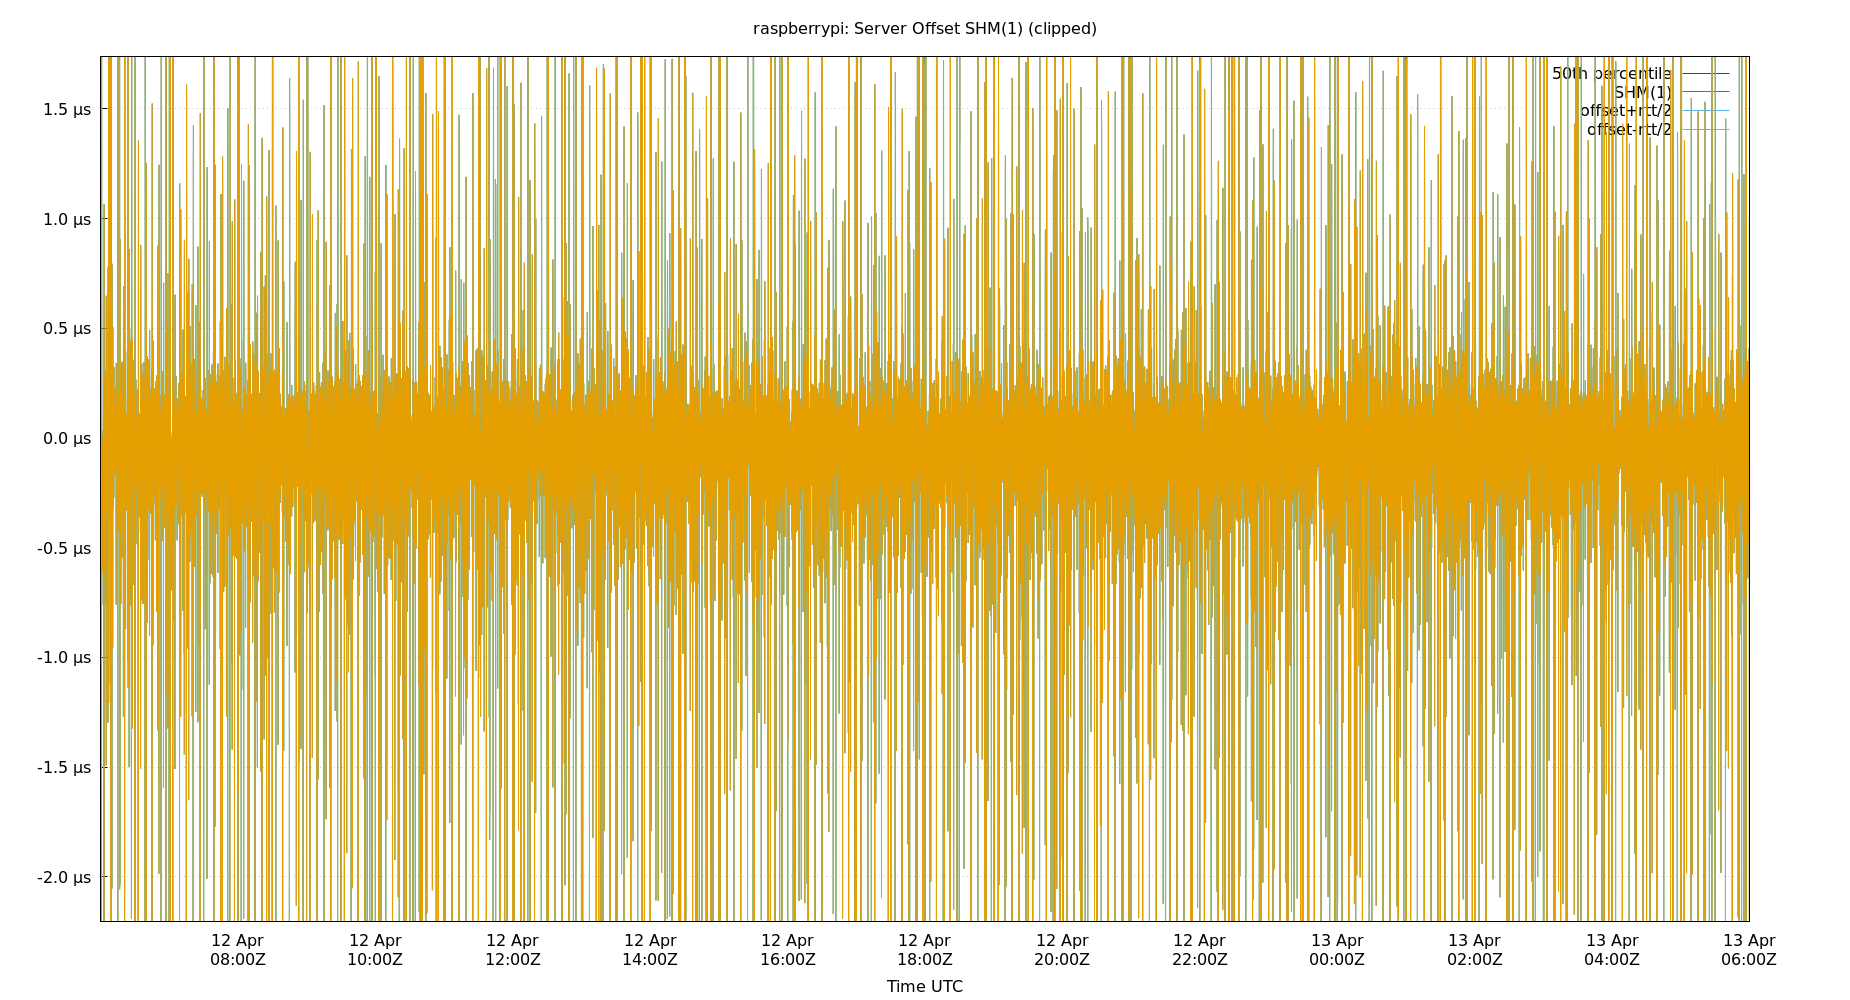 raspberrypi: Server Offset SHM(1) (clipped)
50th percentile
SHM(1)
offset+rtt/2
offset-rtt/2
1.5 µs
1.0 µs
0.5 µs
0.0 µs
-0.5 µs
-1.0 µs
-1.5 µs
-2.0 µs
12 Apr 12 Apr 12 Apr 12 Apr 12 Apr 12 Apr 12 Apr 12 Apr 13 Apr 13 Apr 13 Apr 13 Apr
08:00Z 10:00Z 12:00Z 14:00Z 16:00Z 18:00Z 20:00Z 22:00Z 00:00Z 02:00Z 04:00Z 06:00Z
Time UTC